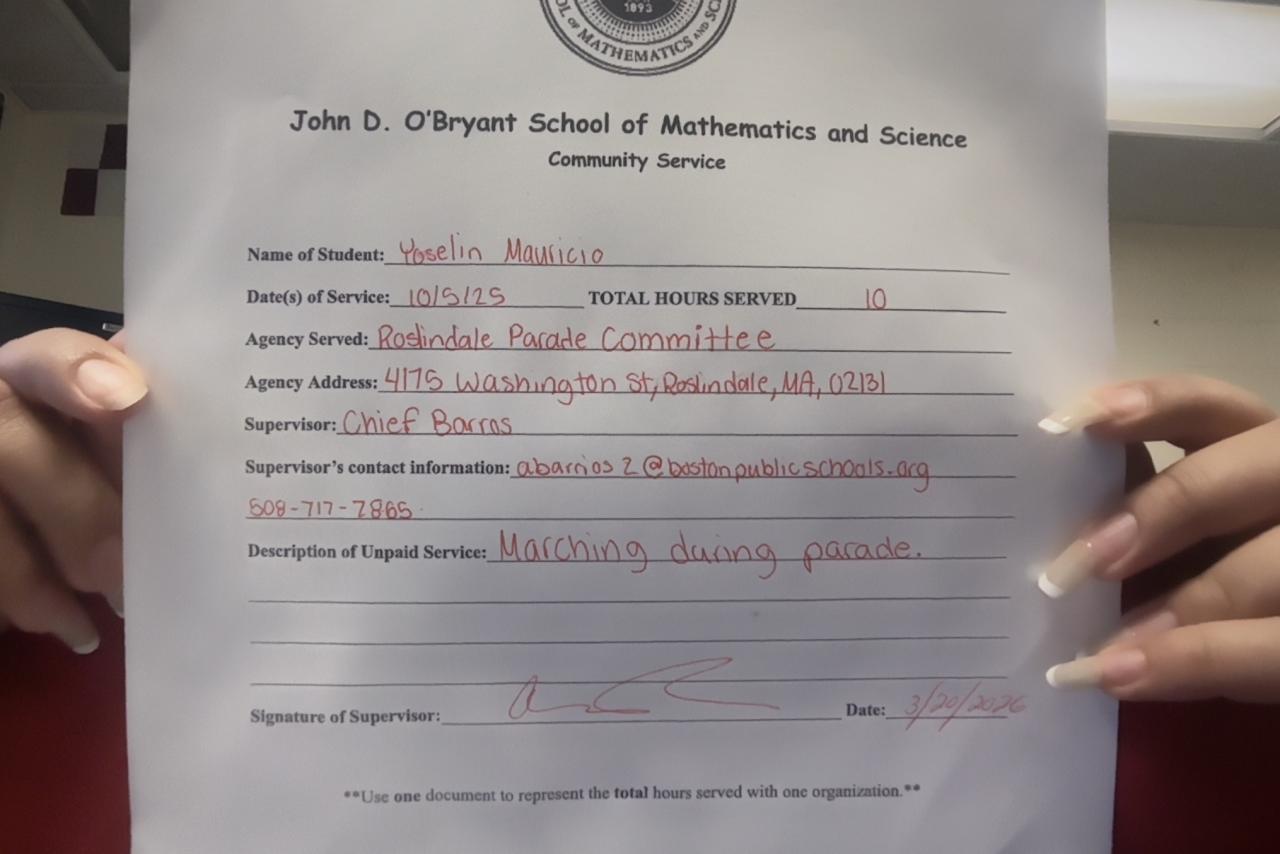 1893
OL OF MATHEMATICS AND SC
John D. O'Bryant School of Mathematics and Science
Community Service
Name of Student: Yoselin Mauricio
Date(s) of Service: 10/5/25 TOTAL HOURS SERVED 10
Agency Served: Roslindale Parade Committee
Agency Address: 4175 Washington St, Roslindale, MA, 02131
Supervisor: Chief Barros
Supervisor's contact information: abarrios2@bostonpublicschools.org
508-717-7865
Description of Unpaid Service: Marching during parade.
Signature of Supervisor: Date: 3/20/2026
**Use one document to represent the total hours served with one organization.**